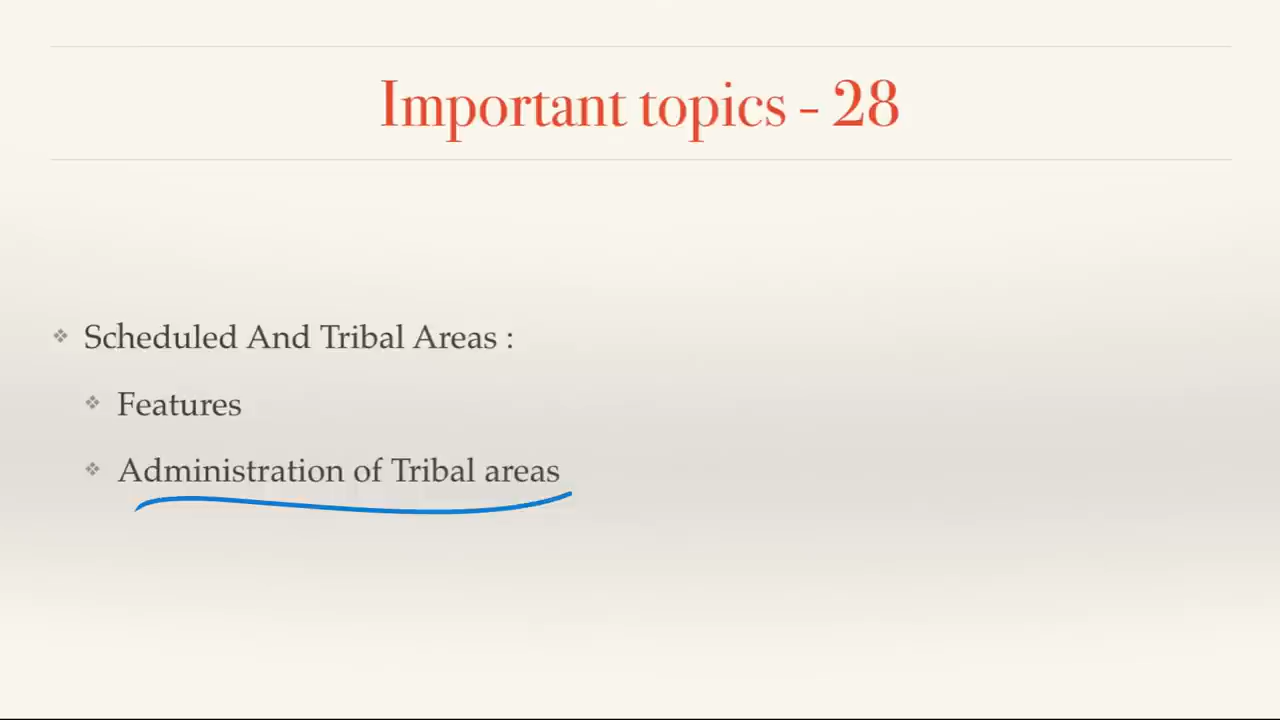 Important topics - 28
Scheduled And Tribal Areas :
Features
Administration of Tribal areas